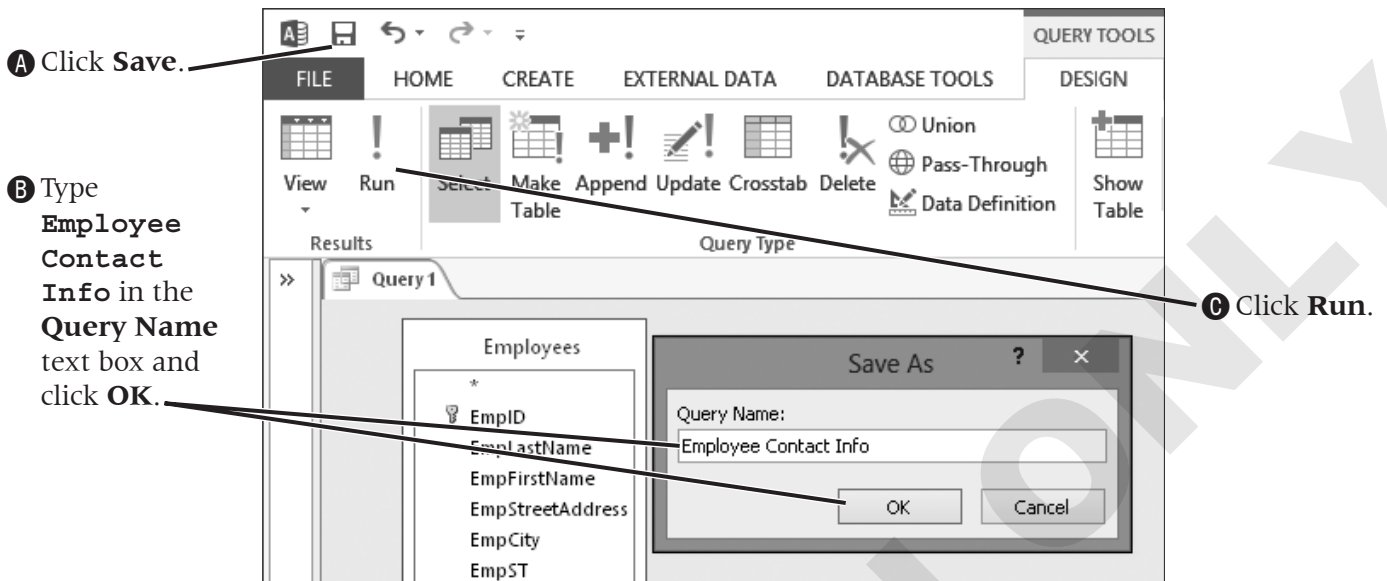 QUERY TOOLS
A Click Save.
FILE HOME CREATE EXTERNAL DATA DATABASE TOOLS DESIGN
View Run Select Make Table Append Update Crosstab Delete
Union
Pass-Through
Data Definition
Show Table
Results Query Type
B Type
Employee
Contact
Info in the
Query Name
text box and
click OK.
Query1
C Click Run.
Employees
*
EmpID
EmpLastName
EmpFirstName
EmpStreetAddress
EmpCity
EmpST
Save As ? ×
Query Name:
Employee Contact Info
OK Cancel
ONLY